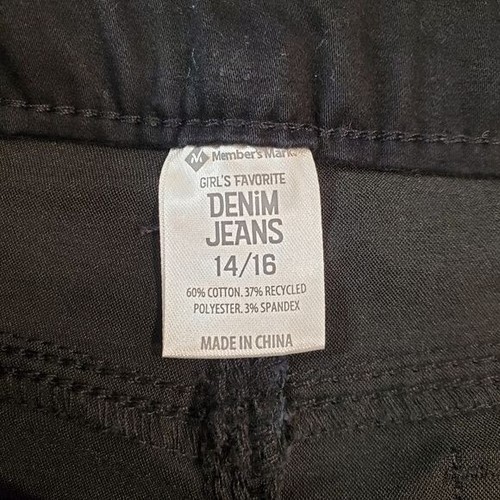 Member's Mark
GIRL'S FAVORITE
DENiM
JEANS
14/16
60% COTTON, 37% RECYCLED
POLYESTER, 3% SPANDEX
MADE IN CHINA